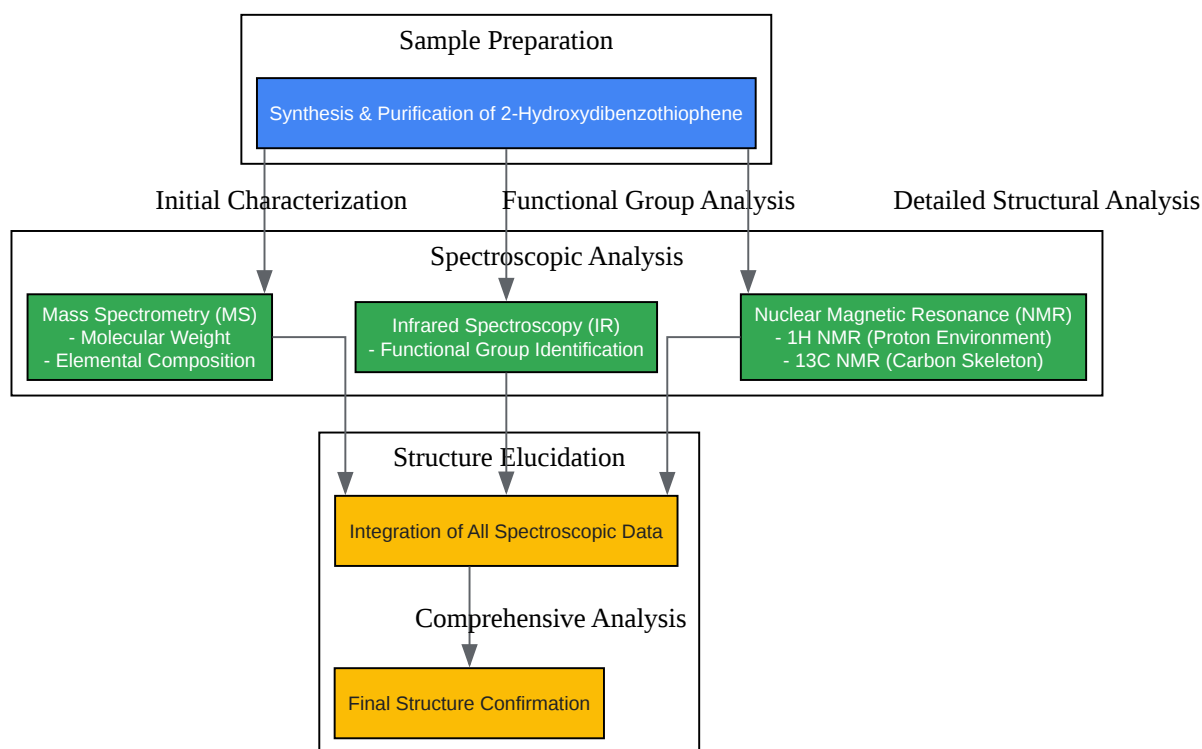 Sample Preparation
Synthesis & Purification of 2-Hydroxydibenzothiophene
Initial Characterization
Functional Group Analysis
Detailed Structural Analysis
Spectroscopic Analysis
Mass Spectrometry (MS)
- Molecular Weight
- Elemental Composition
Infrared Spectroscopy (IR)
- Functional Group Identification
Nuclear Magnetic Resonance (NMR)
- 1H NMR (Proton Environment)
- 13C NMR (Carbon Skeleton)
Structure Elucidation
Integration of All Spectroscopic Data
Comprehensive Analysis
Final Structure Confirmation